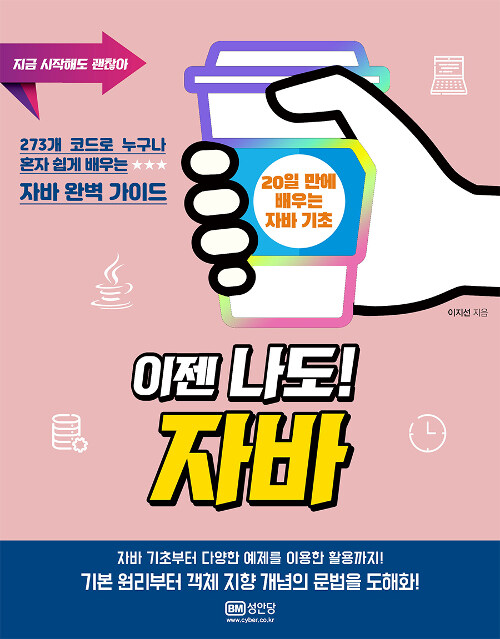 지금 시작해도 괜찮아
273개 코드로 누구나
혼자 쉽게 배우는 ★★★
자바 완벽 가이드
20일 만에
배우는
자바 기초
이지선 지음
이젠 나도!
자바
자바 기초부터 다양한 예제를 이용한 활용까지!
기본 원리부터 객체 지향 개념의 문법을 도해화!
BM 성안당
www.cyber.co.kr